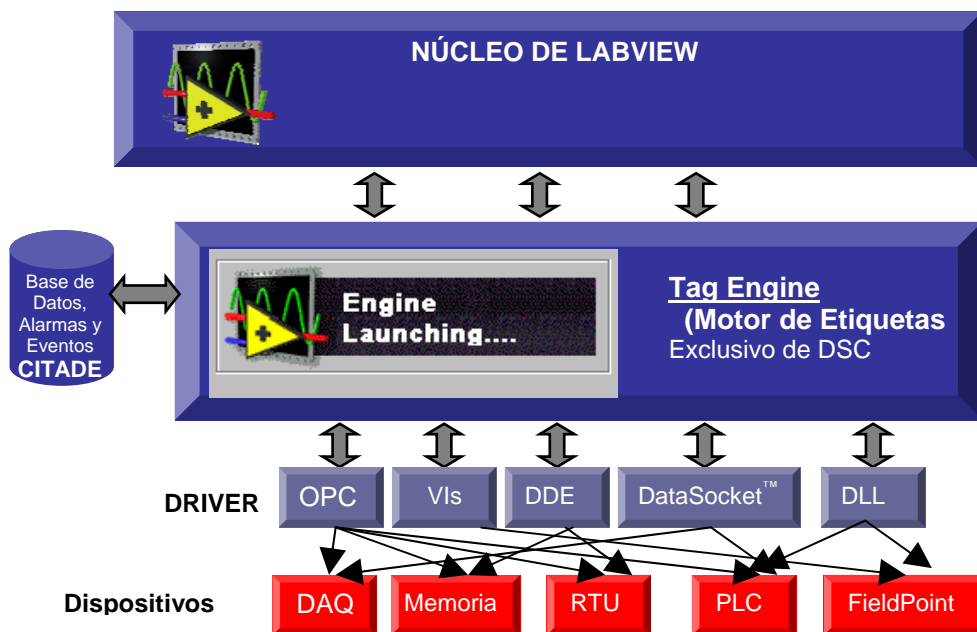 NÚCLEO DE LABVIEW
Base de
Datos,
Alarmas y
Eventos
CITADE
Engine
Launching....
Tag Engine
(Motor de Etiquetas
Exclusivo de DSC
DRIVER
OPC
VIs
DDE
DataSocket™
DLL
Dispositivos
DAQ
Memoria
RTU
PLC
FieldPoint